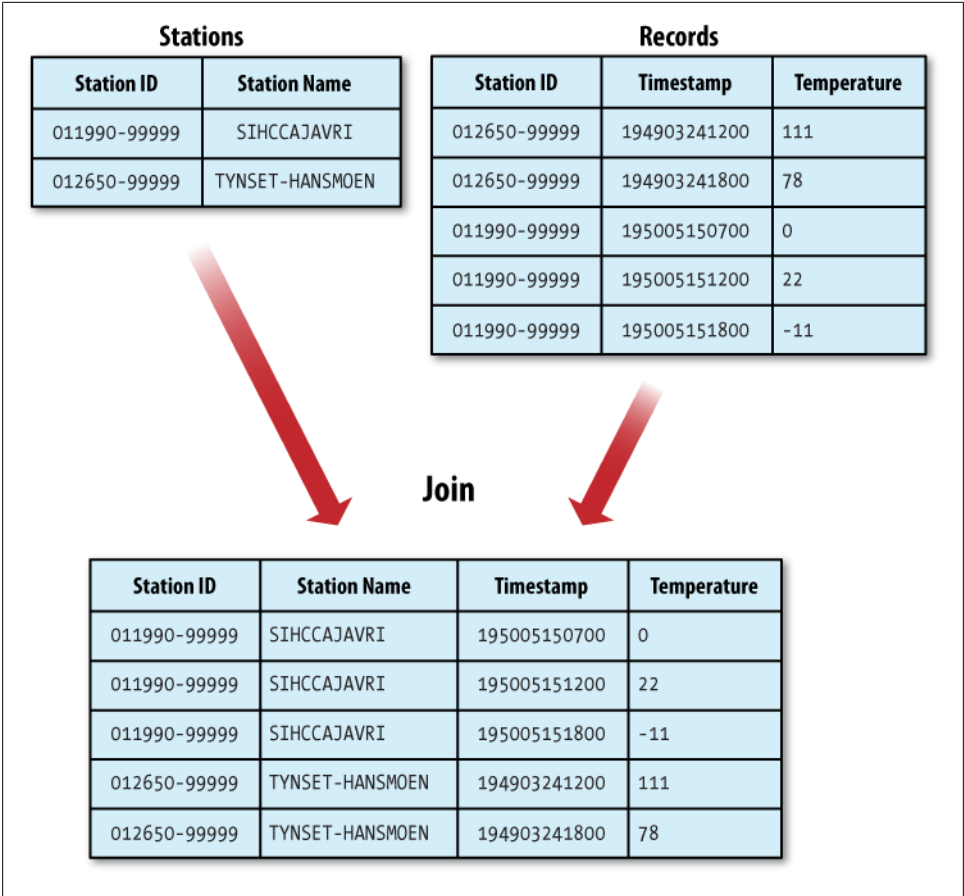 Stations
Station ID Station Name
011990-99999 SIHCCAJAVRI
012650-99999 TYNSET-HANSMOEN
Records
Station ID Timestamp Temperature
012650-99999 194903241200 111
012650-99999 194903241800 78
011990-99999 195005150700 0
011990-99999 195005151200 22
011990-99999 195005151800 -11
Join
Station ID Station Name Timestamp Temperature
011990-99999 SIHCCAJAVRI 195005150700 0
011990-99999 SIHCCAJAVRI 195005151200 22
011990-99999 SIHCCAJAVRI 195005151800 -11
012650-99999 TYNSET-HANSMOEN 194903241200 111
012650-99999 TYNSET-HANSMOEN 194903241800 78